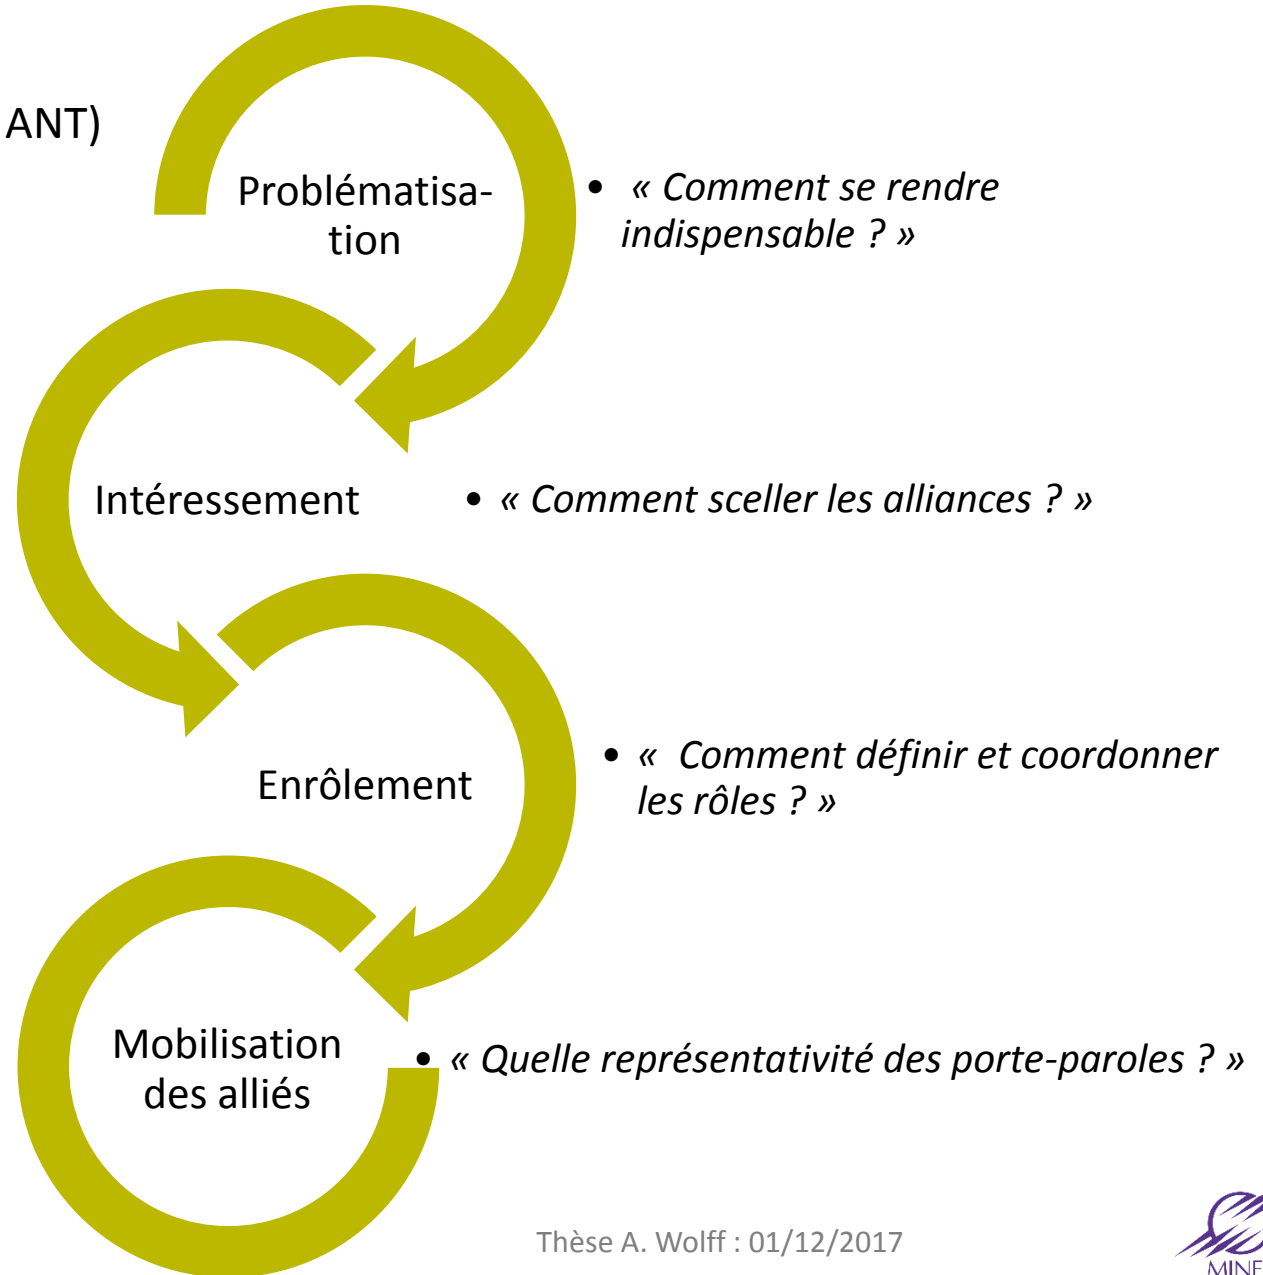 ANT)
Problématisa-
tion
• « Comment se rendre
indispensable ? »
Intéressement
• « Comment sceller les alliances ? »
Enrôlement
• « Comment définir et coordonner
les rôles ? »
Mobilisation
des alliés
• « Quelle représentativité des porte-paroles ? »
Thèse A. Wolff : 01/12/2017